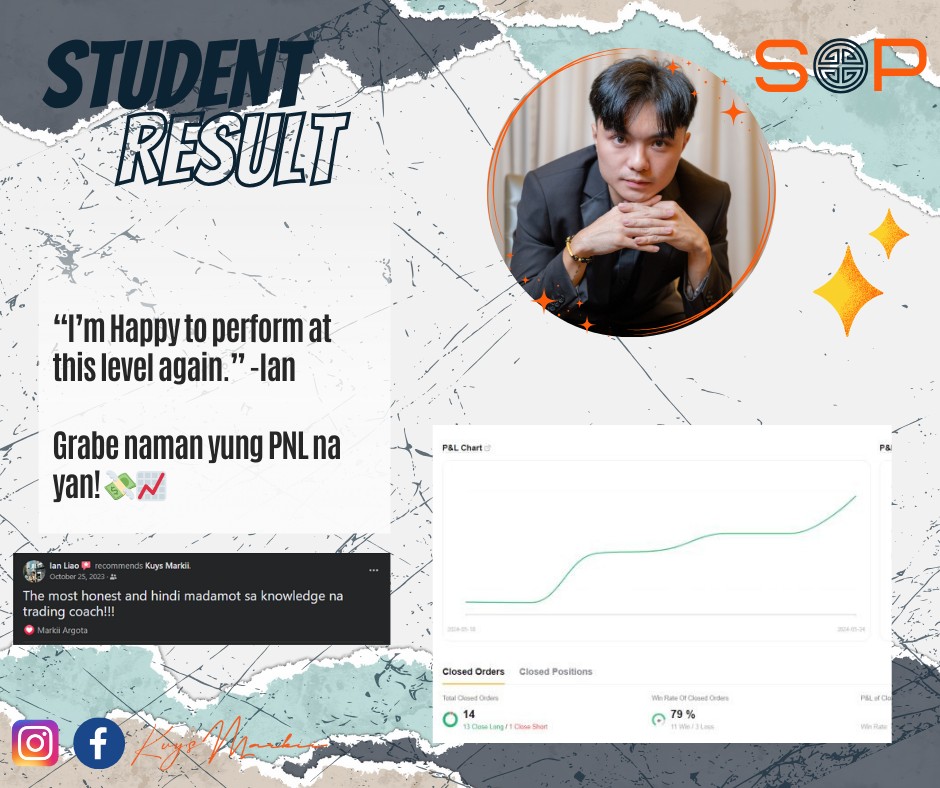 STUDENT
RESULT
SOP
“I’m Happy to perform at
this level again.” -Ian
Grabe naman yung PNL na
yan! 💸📈
Ian Liao recommends Kuys Markii.
October 25, 2023
The most honest and hindi madamot sa knowledge na
trading coach!!!
Markii Argota
Kuys Markii
P&L Chart
P&
2024-05-18
2024-05-24
Closed Orders Closed Positions
Total Closed Orders
14
13 Close Long / 1 Close Short
Win Rate Of Closed Orders
79 %
11 Win / 3 Loss
P&L of Clo
Win Rate